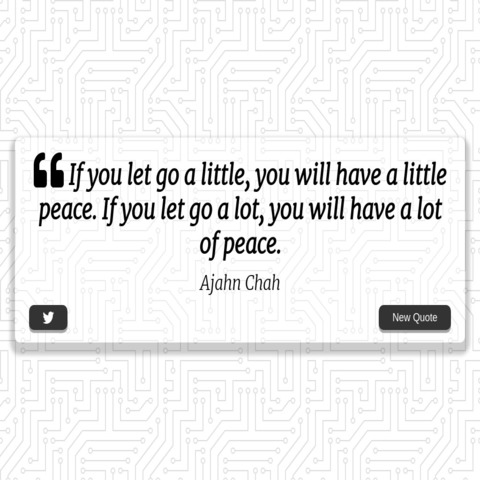 If you let go a little, you will have a little
peace. If you let go a lot, you will have a lot
of peace.
Ajahn Chah
New Quote